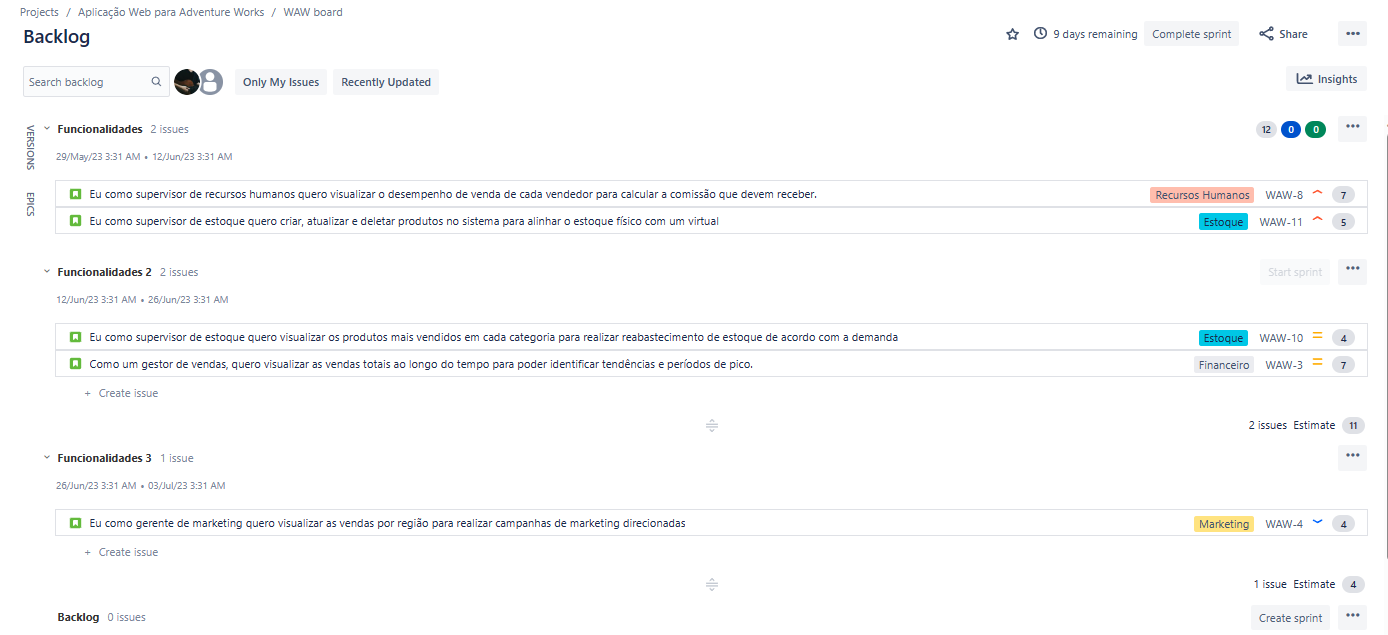 Projects / Aplicação Web para Adventure Works / WAW board
Backlog
9 days remaining Complete sprint Share
Search backlog Only My Issues Recently Updated Insights
VERSIONS
EPICS
Funcionalidades 2 issues 12 0 0
29/May/23 3:31 AM • 12/Jun/23 3:31 AM
Eu como supervisor de recursos humanos quero visualizar o desempenho de venda de cada vendedor para calcular a comissão que devem receber. Recursos Humanos WAW-8 7
Eu como supervisor de estoque quero criar, atualizar e deletar produtos no sistema para alinhar o estoque físico com um virtual Estoque WAW-11 5
Funcionalidades 2 2 issues Start sprint
12/Jun/23 3:31 AM • 26/Jun/23 3:31 AM
Eu como supervisor de estoque quero visualizar os produtos mais vendidos em cada categoria para realizar reabastecimento de estoque de acordo com a demanda Estoque WAW-10 4
Como um gestor de vendas, quero visualizar as vendas totais ao longo do tempo para poder identificar tendências e períodos de pico. Financeiro WAW-3 7
+ Create issue
2 issues Estimate 11
Funcionalidades 3 1 issue
26/Jun/23 3:31 AM • 03/Jul/23 3:31 AM
Eu como gerente de marketing quero visualizar as vendas por região para realizar campanhas de marketing direcionadas Marketing WAW-4 4
+ Create issue
1 issue Estimate 4
Backlog 0 issues Create sprint